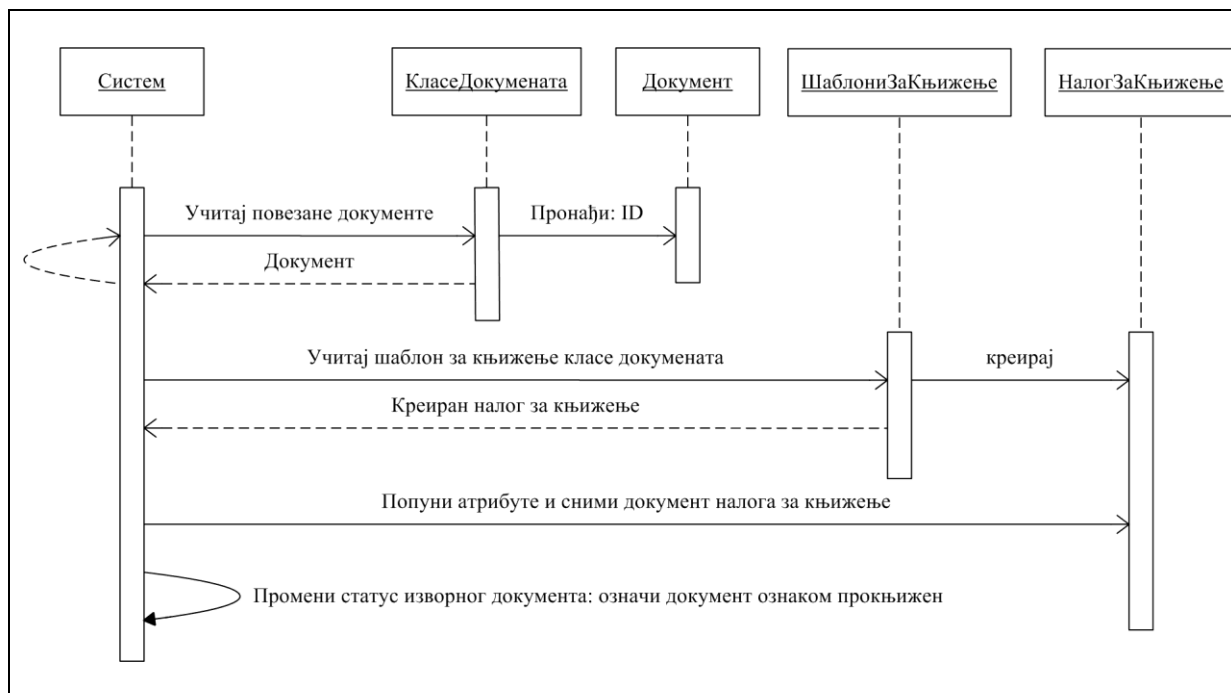 Систем
КласеДокумената
Документ
ШаблониЗаКњижење
НалогЗаКњижење
Учитај повезане документе
Пронађи: ID
Документ
Учитај шаблон за књижење класе докумената
креирај
Креиран налог за књижење
Попуни атрибуте и сними документ налога за књижење
Промени статус изворног документа: означи документ ознаком прокњижен